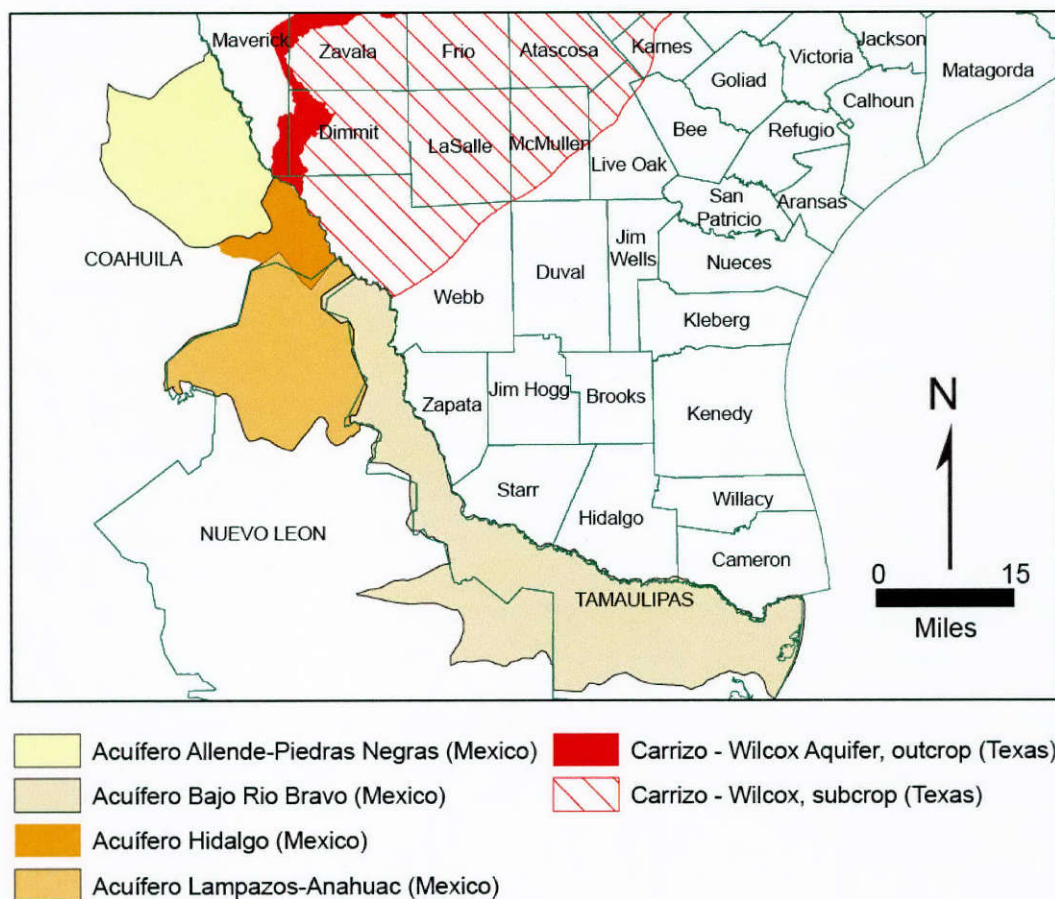 Maverick
Zavala
Frio
Atascosa
Karnes
Victoria
Jackson
Matagorda
Goliad
Calhoun
Dimmit
LaSalle
McMullen
Bee
Refugio
Live Oak
San
Patricio
Aransas
COAHUILA
Jim
Wells
Nueces
Duval
Webb
Kleberg
Zapata
Jim Hogg
Brooks
Kenedy
N
Starr
Willacy
Hidalgo
NUEVO LEON
Cameron
TAMAULIPAS
0 15
Miles
Acuífero Allende-Piedras Negras (Mexico)
Acuífero Bajo Rio Bravo (Mexico)
Acuífero Hidalgo (Mexico)
Acuífero Lampazos-Anahuac (Mexico)
Carrizo - Wilcox Aquifer, outcrop (Texas)
Carrizo - Wilcox, subcrop (Texas)